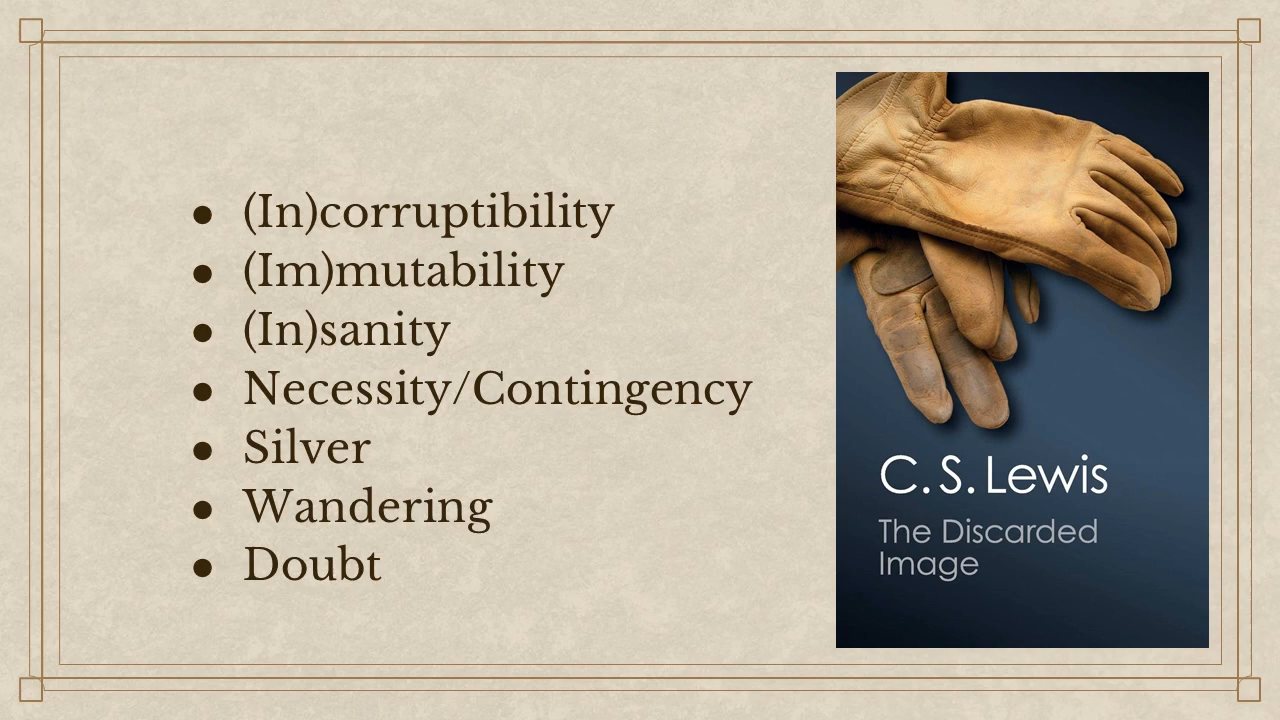 ● (In)corruptibility
● (Im)mutability
● (In)sanity
● Necessity/Contingency
● Silver
● Wandering
● Doubt
C. S. Lewis
The Discarded
Image